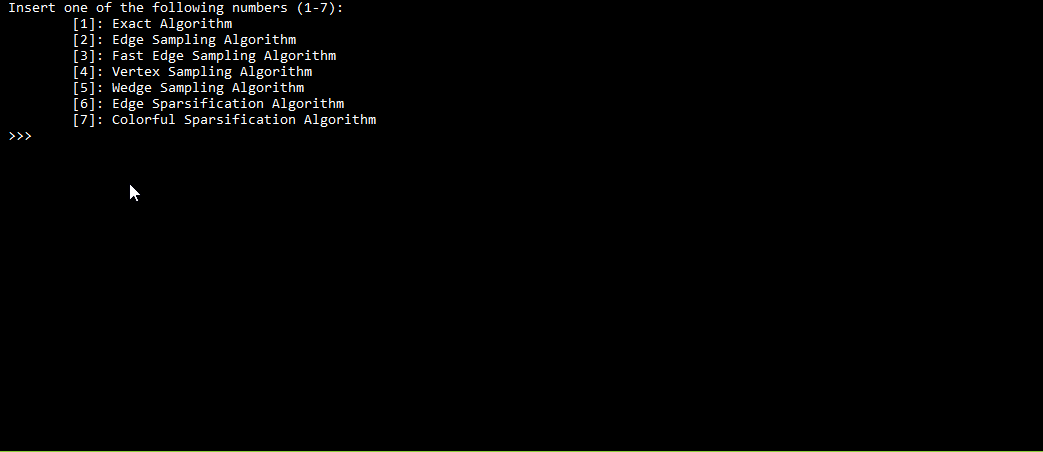 Insert one of the following numbers (1-7):
[1]: Exact Algorithm
[2]: Edge Sampling Algorithm
[3]: Fast Edge Sampling Algorithm
[4]: Vertex Sampling Algorithm
[5]: Wedge Sampling Algorithm
[6]: Edge Sparsification Algorithm
[7]: Colorful Sparsification Algorithm
>>>